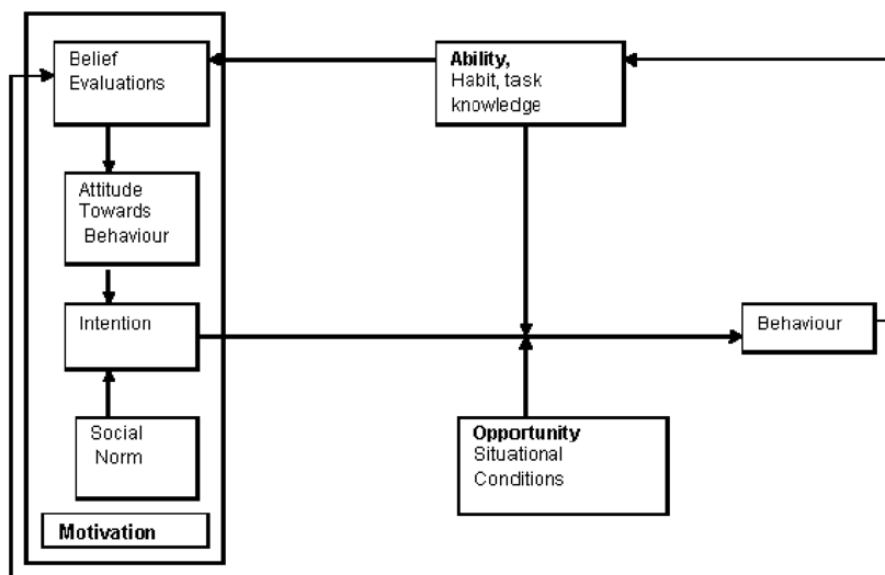 Belief
Evaluations
Ability,
Habit, task
knowledge
Attitude
Towards
Behaviour
Intention
Behaviour
Social
Norm
Opportunity
Situational
Conditions
Motivation